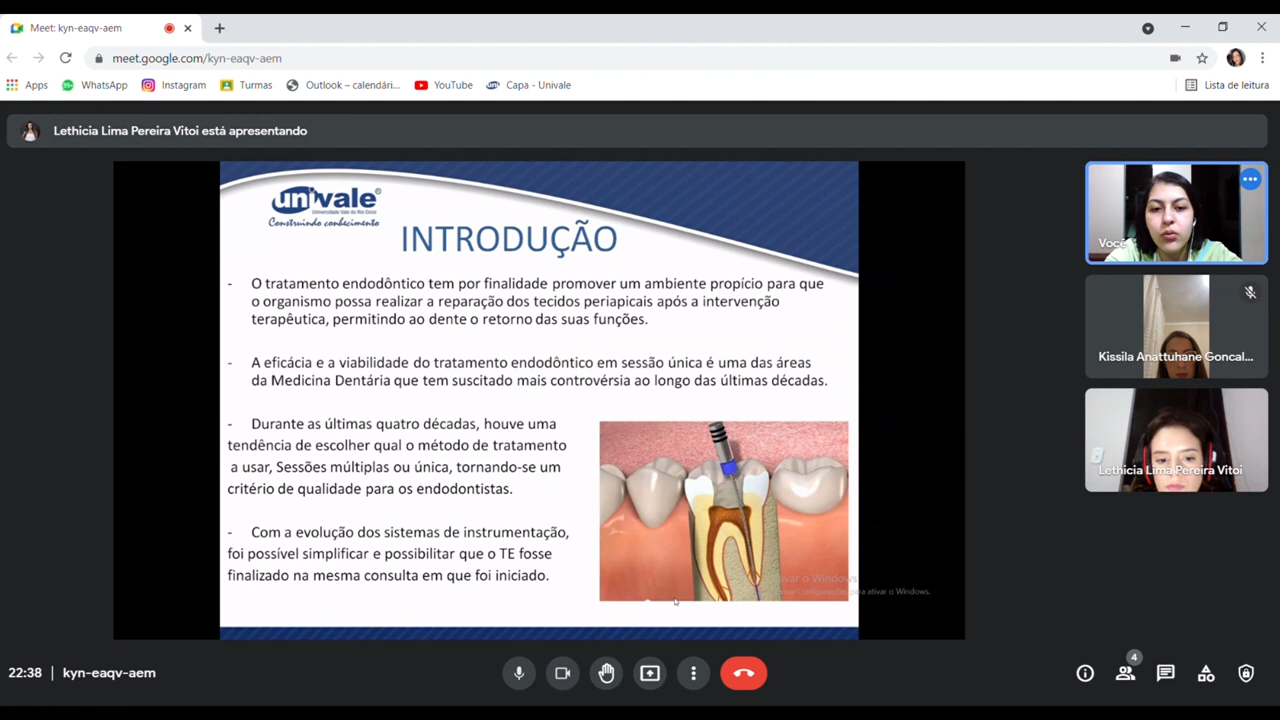 Meet: kyn-eaqv-aem
meet.google.com/kyn-eaqv-aem
Apps WhatsApp Instagram Turmas Outlook – calendári... YouTube Capa - Univale Lista de leitura
Lethicia Lima Pereira Vitoi está apresentando
univale®
Universidade Vale do Rio Doce
Construindo conhecimento
INTRODUÇÃO
- O tratamento endodôntico tem por finalidade promover um ambiente propício para que
o organismo possa realizar a reparação dos tecidos periapicais após a intervenção
terapêutica, permitindo ao dente o retorno das suas funções.
- A eficácia e a viabilidade do tratamento endodôntico em sessão única é uma das áreas
da Medicina Dentária que tem suscitado mais controvérsia ao longo das últimas décadas.
- Durante as últimas quatro décadas, houve uma
tendência de escolher qual o método de tratamento
a usar, Sessões múltiplas ou única, tornando-se um
critério de qualidade para os endodontistas.
- Com a evolução dos sistemas de instrumentação,
foi possível simplificar e possibilitar que o TE fosse
finalizado na mesma consulta em que foi iniciado.
var o Windows
ra ativar o Windows.
Você
Kissila Anattuhane Goncal...
Lethicia Lima Pereira Vitoi
22:38 | kyn-eaqv-aem
4